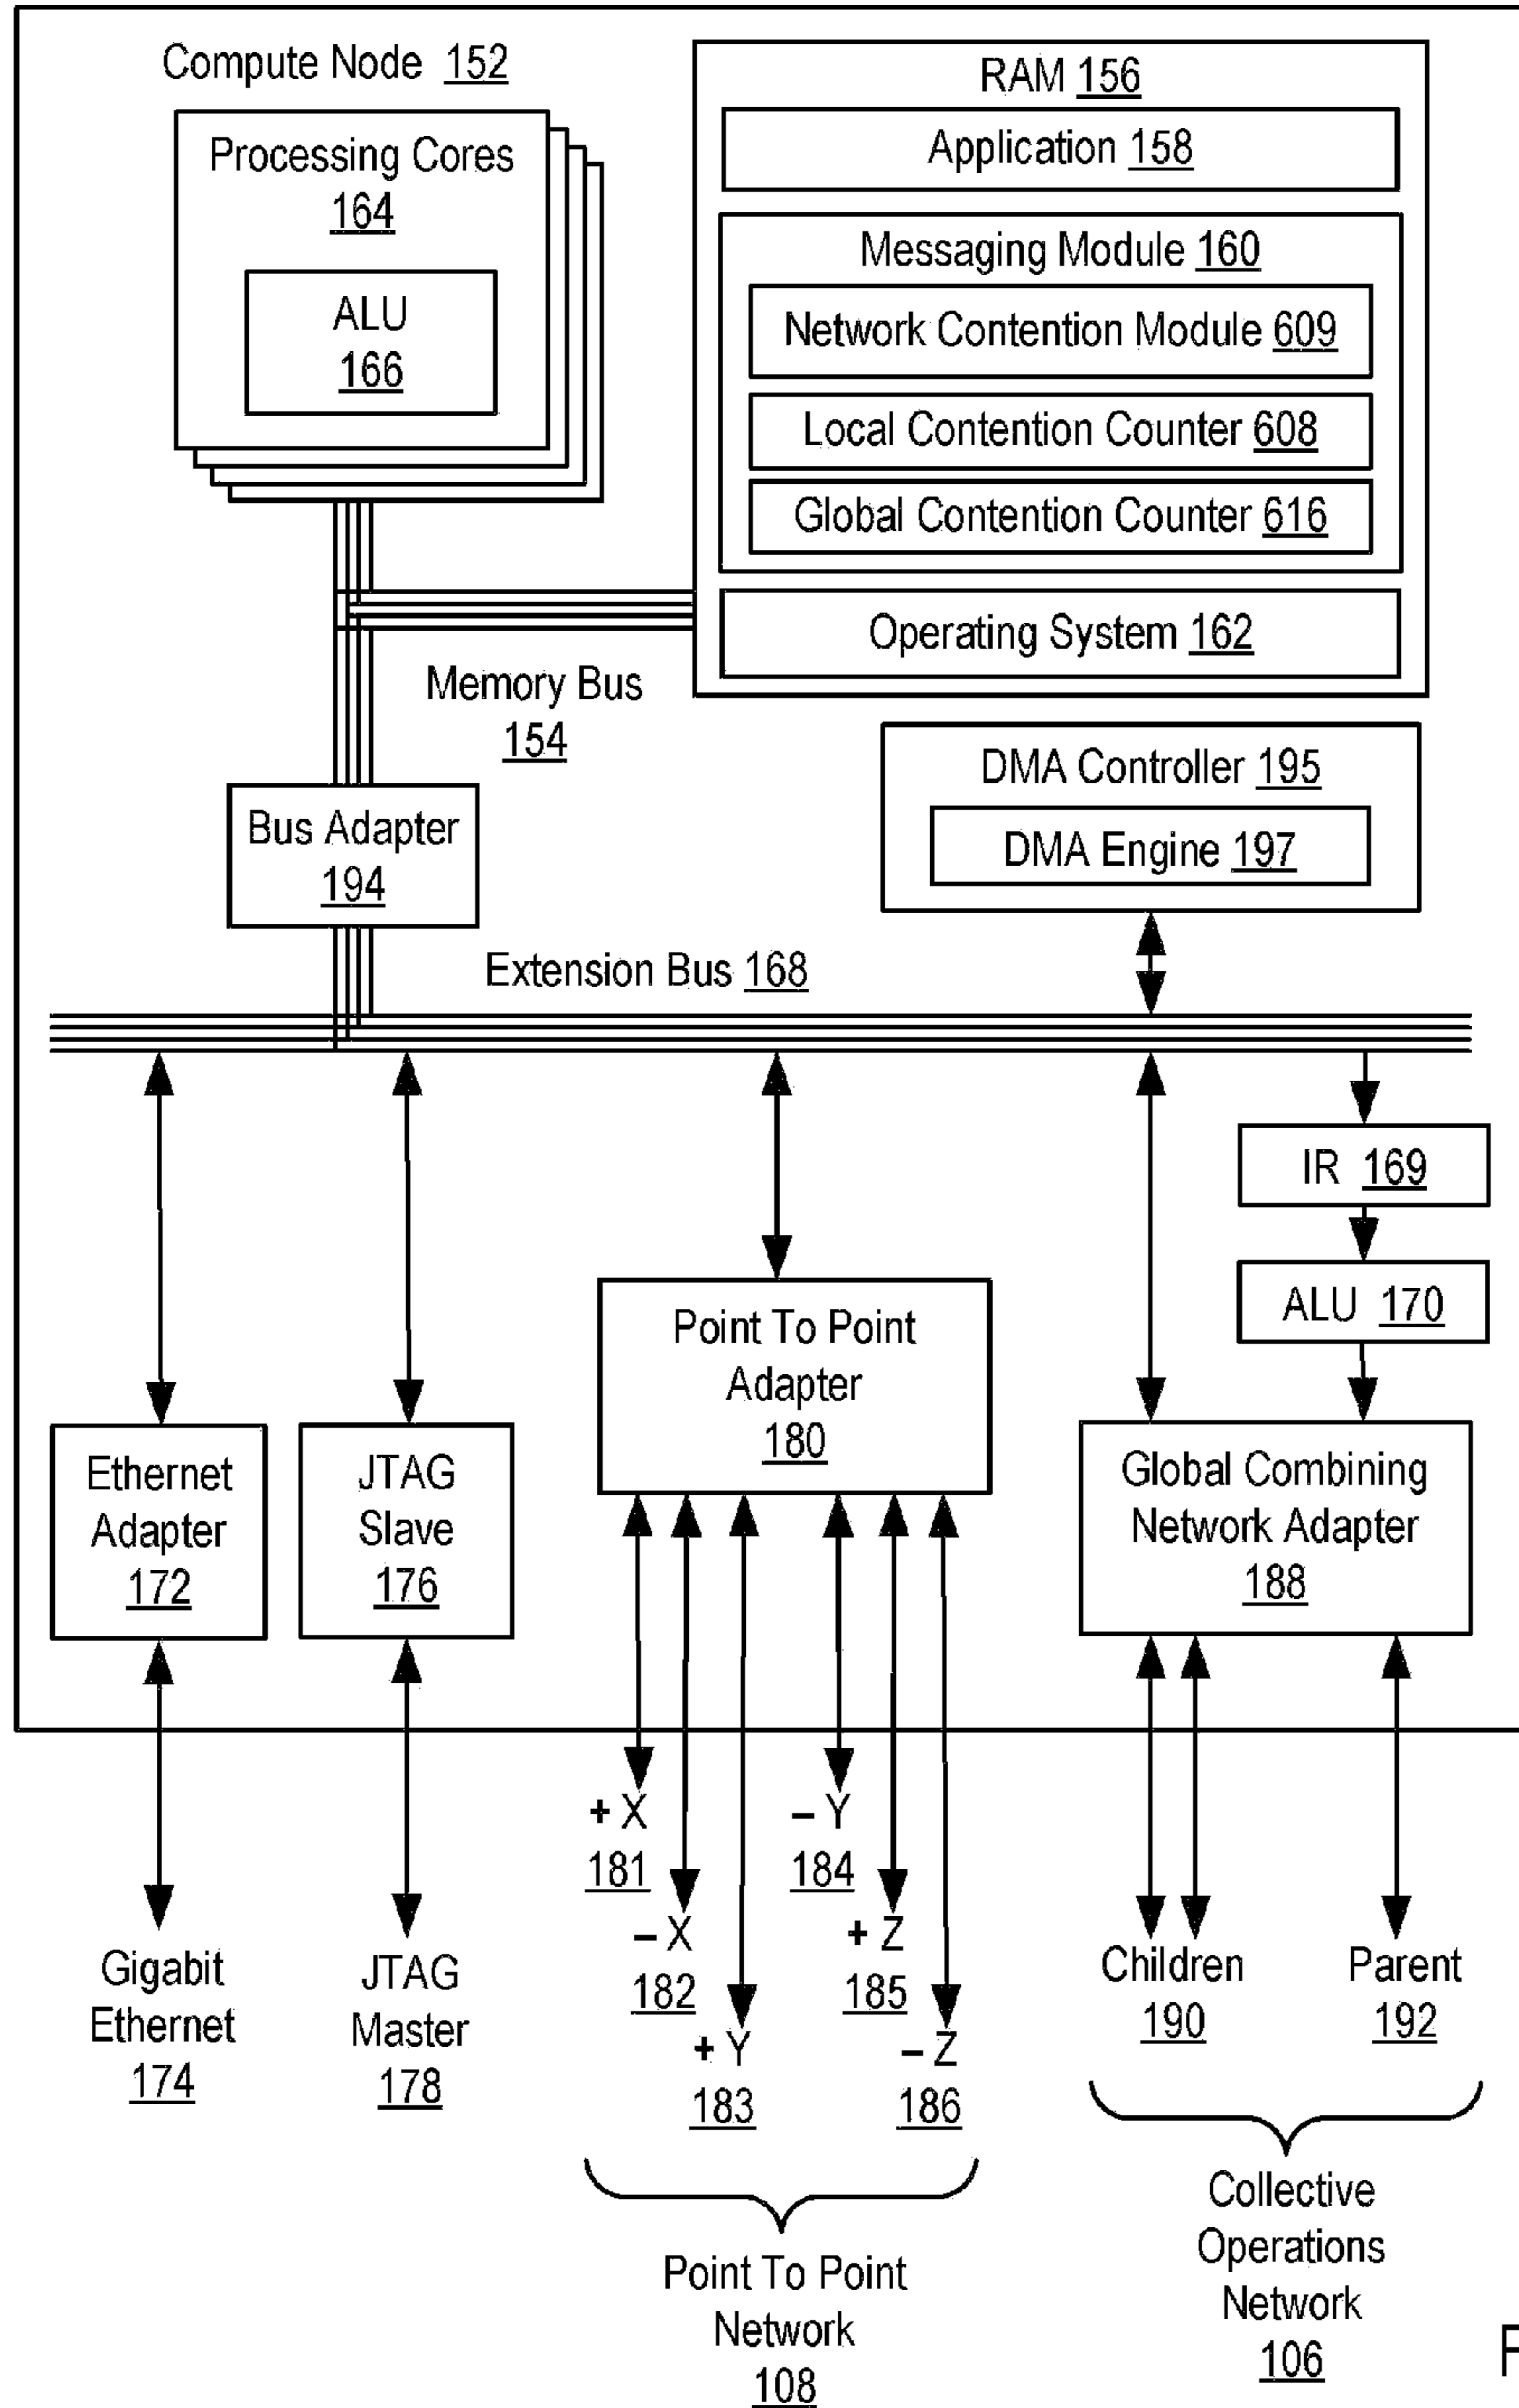 Compute Node 152
Processing Cores
164
ALU
166
RAM 156
Application 158
Messaging Module 160
Network Contention Module 609
Local Contention Counter 608
Global Contention Counter 616
Operating System 162
Memory Bus
154
Bus Adapter
194
DMA Controller 195
DMA Engine 197
Extension Bus 168
IR 169
ALU 170
Point To Point
Adapter
180
Ethernet
Adapter
172
JTAG
Slave
176
Global Combining
Network Adapter
188
+ X
181
– X
182
+ Y
183
– Y
184
+ Z
185
– Z
186
Gigabit
Ethernet
174
JTAG
Master
178
Children
190
Parent
192
Point To Point
Network
108
Collective
Operations
Network
106